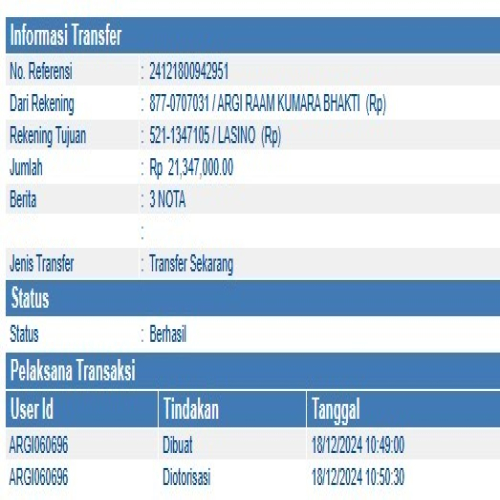 Informasi Transfer
No. Referensi : 24121800942951
Dari Rekening : 877-0707031 / ARGI RAAM KUMARA BHAKTI (Rp)
Rekening Tujuan : 521-1347105 / LASINO (Rp)
Jumlah : Rp 21,347,000.00
Berita : 3 NOTA
:
Jenis Transfer : Transfer Sekarang
Status
Status : Berhasil
Pelaksana Transaksi
User Id Tindakan Tanggal
ARGI060696 Dibuat 18/12/2024 10:49:00
ARGI060696 Diotorisasi 18/12/2024 10:50:30